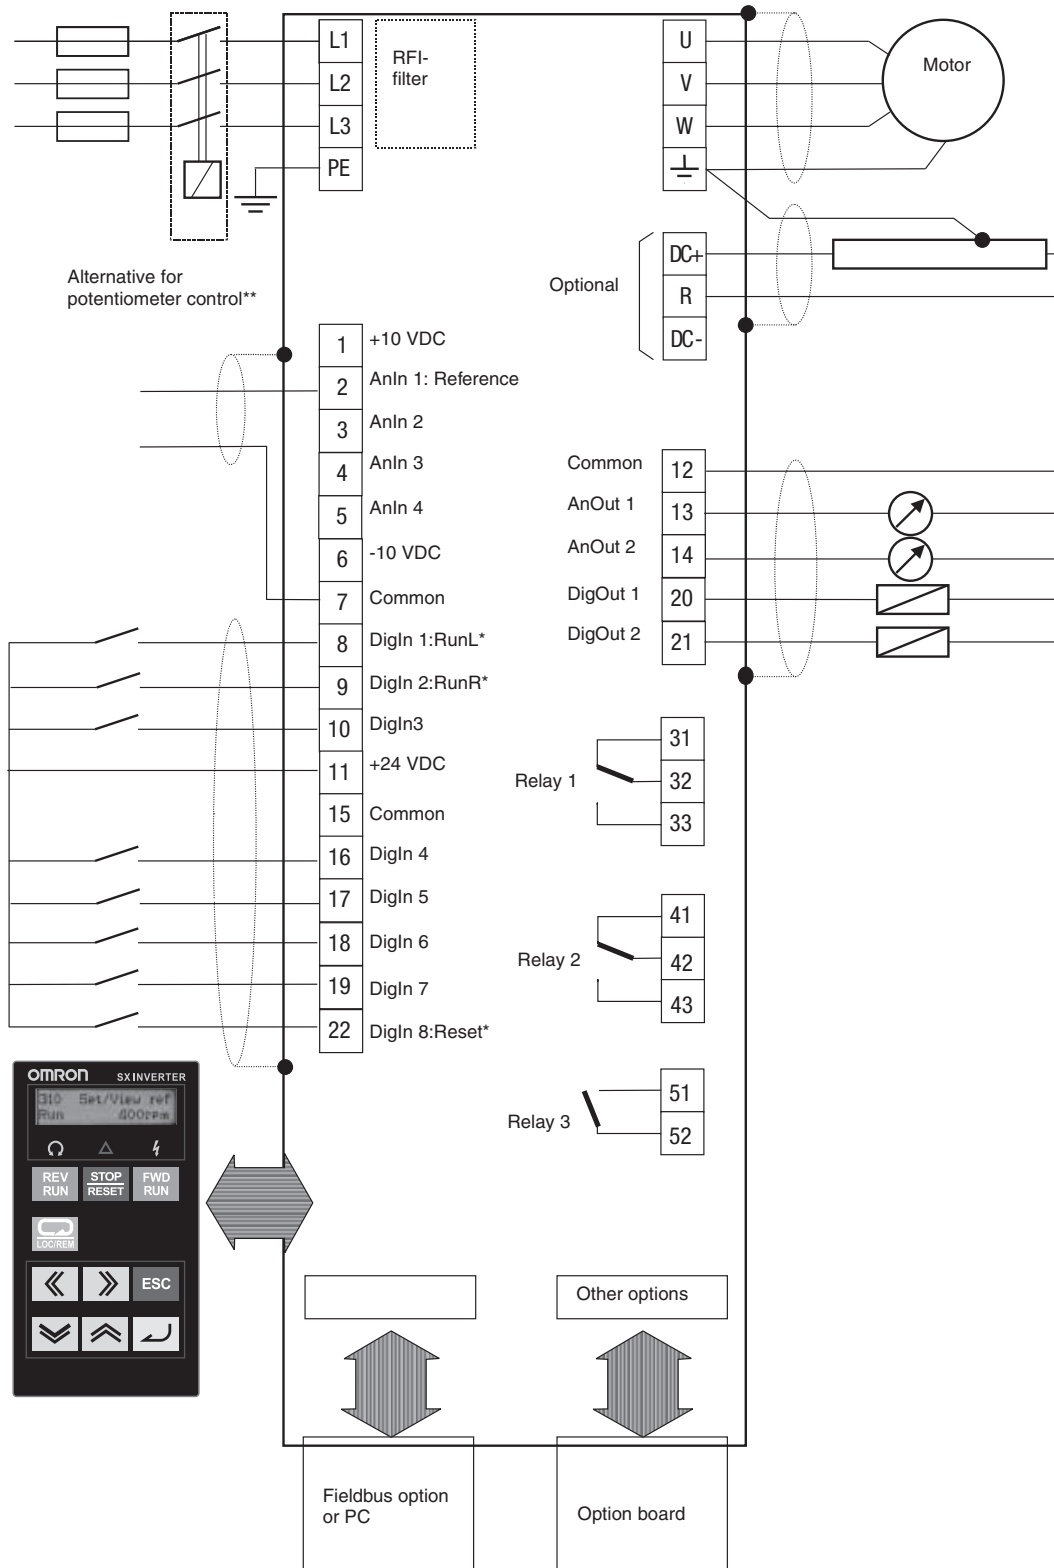 L1
L2
L3
PE
RFI-
filter
U
V
W
Motor
Alternative for
potentiometer control**
Optional
DC+
R
DC-
1 +10 VDC
2 AnIn 1: Reference
3 AnIn 2
4 AnIn 3
5 AnIn 4
6 -10 VDC
7 Common
8 DigIn 1:RunL*
9 DigIn 2:RunR*
10 DigIn3
11 +24 VDC
15 Common
16 DigIn 4
17 DigIn 5
18 DigIn 6
19 DigIn 7
22 DigIn 8:Reset*
Common 12
AnOut 1 13
AnOut 2 14
DigOut 1 20
DigOut 2 21
Relay 1
31
32
33
Relay 2
41
42
43
Relay 3
51
52
OMRON SX INVERTER
310 Set/View ref
Run 400rpm
REV
RUN
STOP
RESET
FWD
RUN
LOC/REM
ESC
Other options
Fieldbus option
or PC
Option board